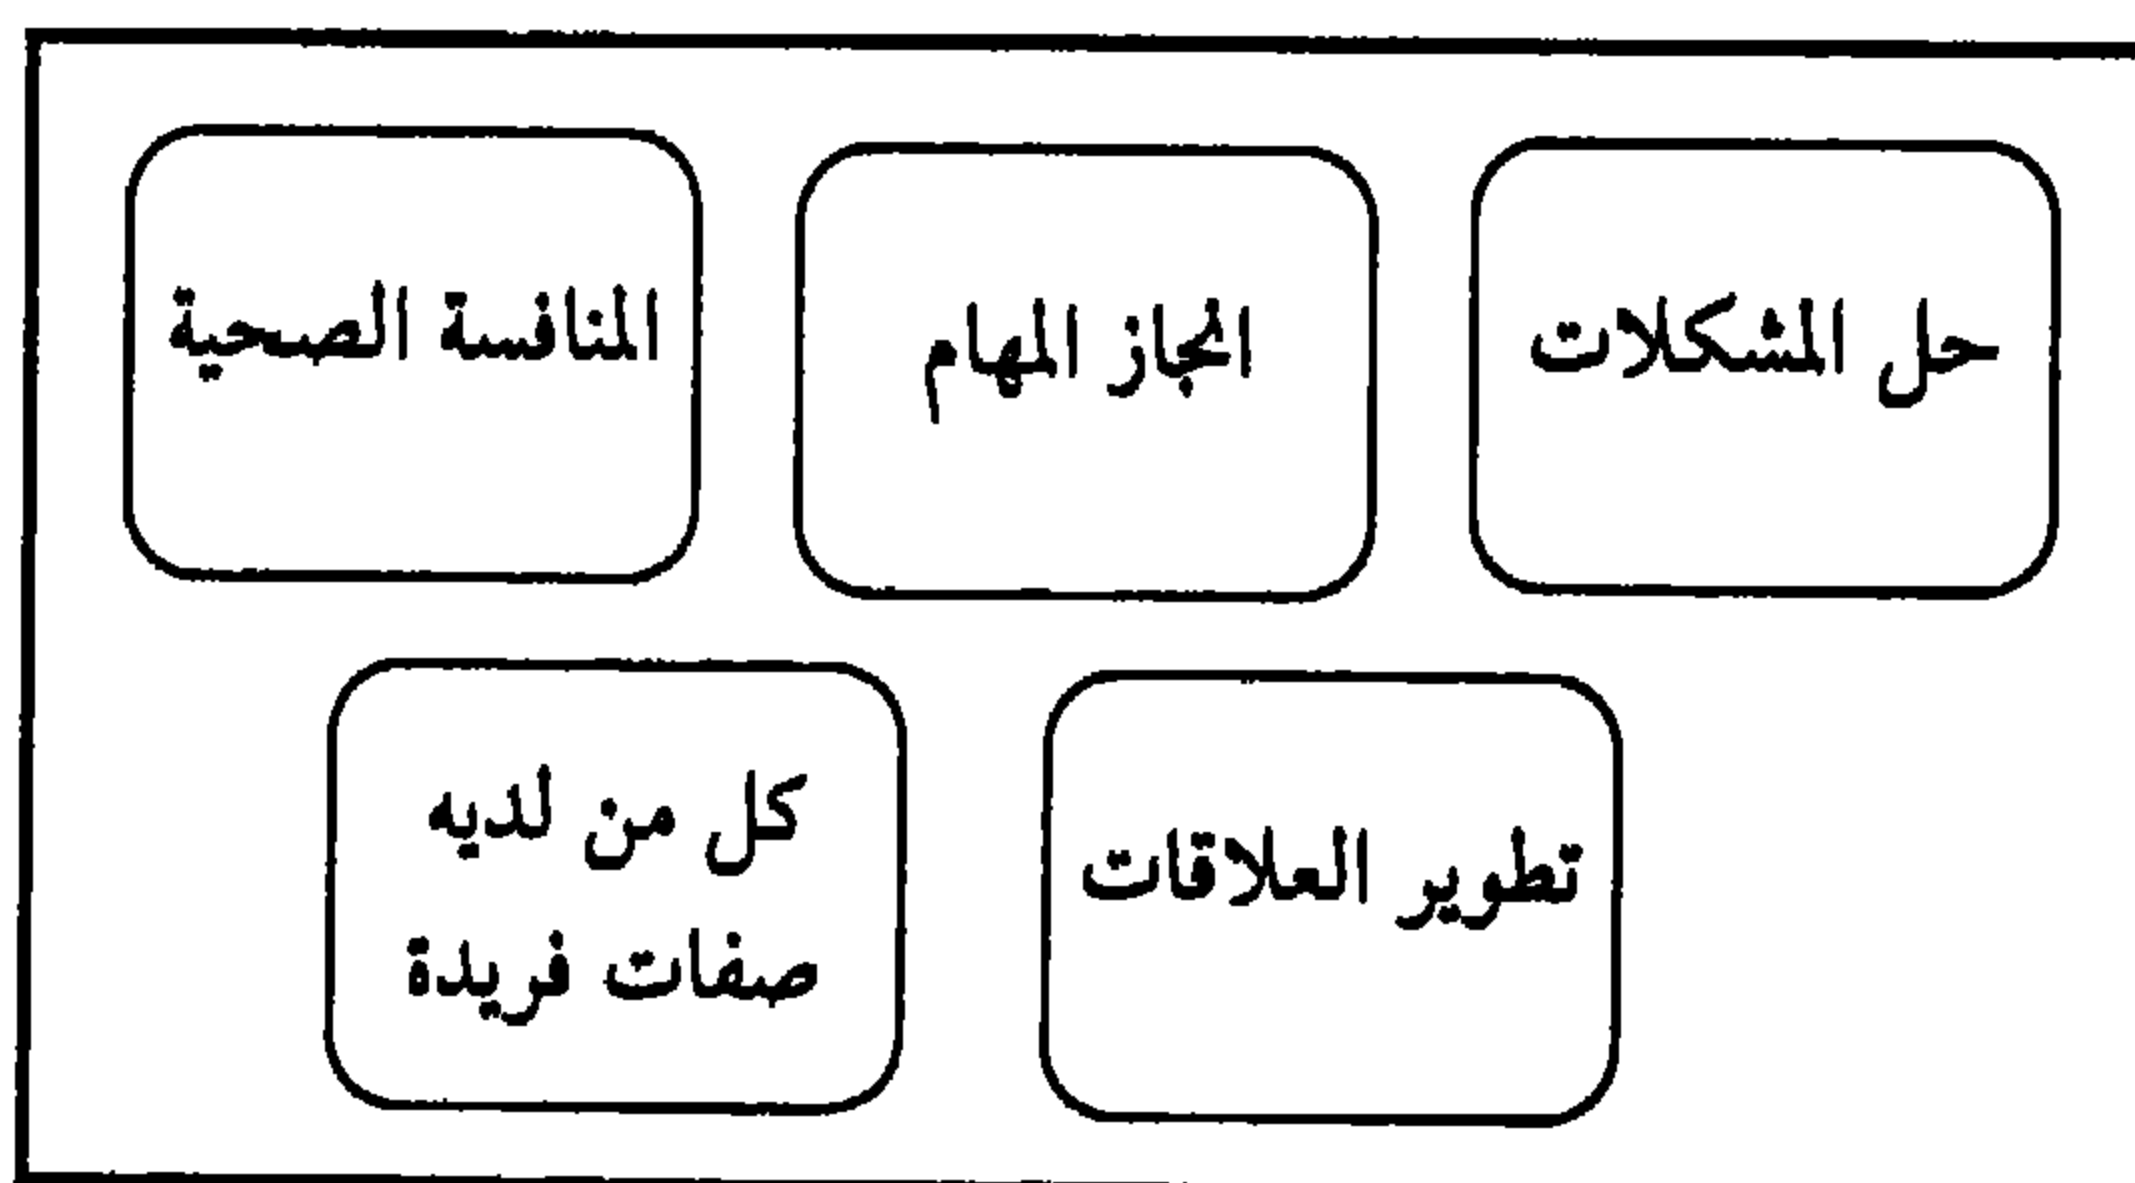 حل المشكلات
انجاز المهام
المنافسة الصحية
تطوير العلاقات
كل من لديه
صفات فريدة